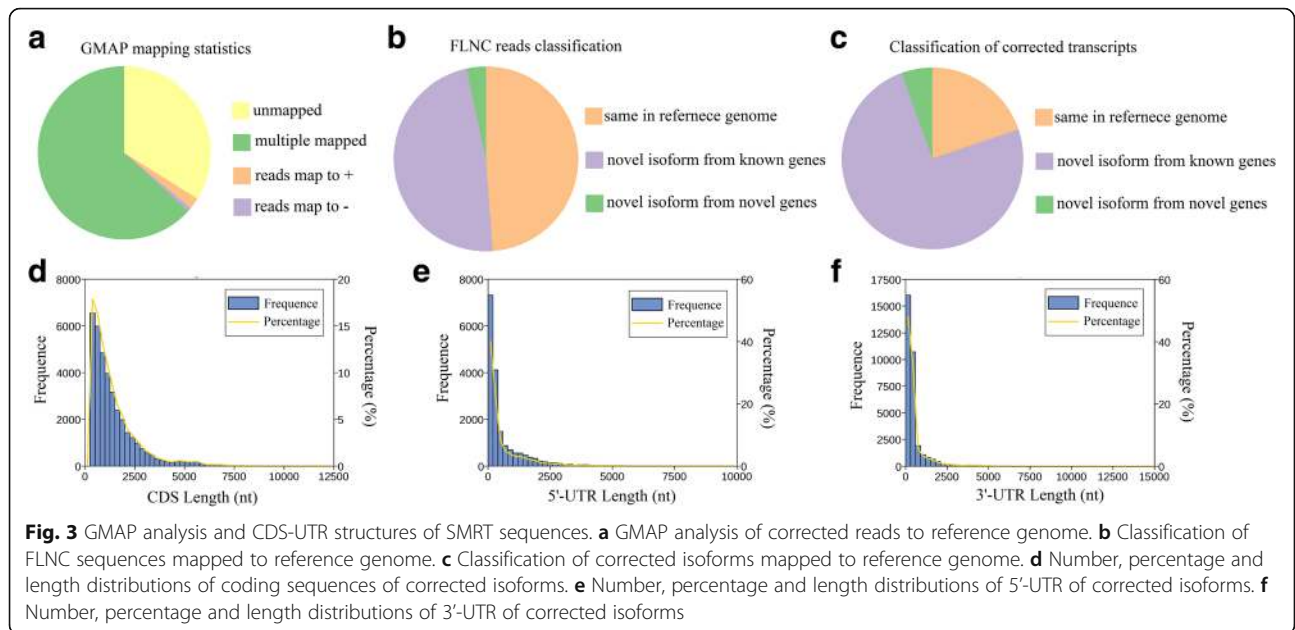 a
GMAP mapping statistics
unmapped
multiple mapped
reads map to +
reads map to -
b
FLNC reads classification
same in refernece genome
novel isoform from known genes
novel isoform from novel genes
c
Classification of corrected transcripts
same in refernece genome
novel isoform from known genes
novel isoform from novel genes
d
8000
6000
4000
2000
0
Frequence
20
15
10
5
0
Percentage (%)
Frequence
Percentage
0
2500
5000
7500
10000
12500
CDS Length (nt)
e
8000
6000
4000
2000
0
Frequence
60
40
20
0
Percentage (%)
Frequence
Percentage
0
2500
5000
7500
10000
5'-UTR Length (nt)
f
17500
15000
12500
10000
7500
5000
2500
0
Frequence
60
40
20
0
Percentage (%)
Frequence
Percentage
0
2500
5000
7500
10000
12500
15000
3'-UTR Length (nt)
Fig. 3 GMAP analysis and CDS-UTR structures of SMRT sequences. a GMAP analysis of corrected reads to reference genome. b Classification of
FLNC sequences mapped to reference genome. c Classification of corrected isoforms mapped to reference genome. d Number, percentage and
length distributions of coding sequences of corrected isoforms. e Number, percentage and length distributions of 5′-UTR of corrected isoforms. f
Number, percentage and length distributions of 3′-UTR of corrected isoforms